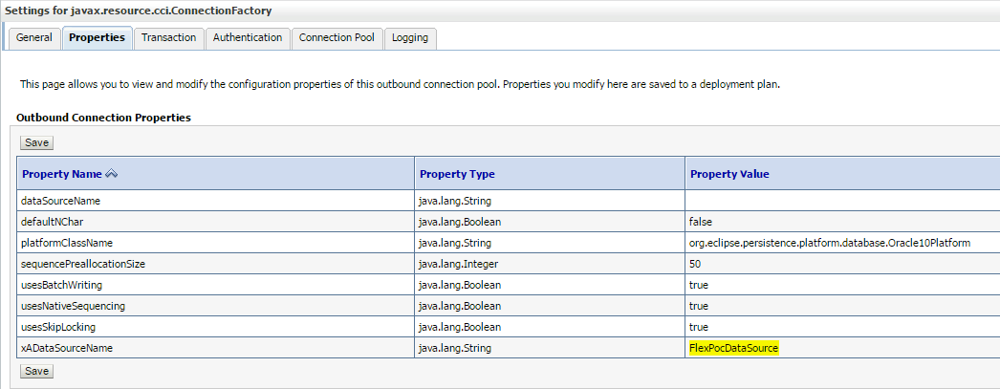 Settings for javax.resource.cci.ConnectionFactory
General Properties Transaction Authentication Connection Pool Logging
This page allows you to view and modify the configuration properties of this outbound connection pool. Properties you modify here are saved to a deployment plan.
Outbound Connection Properties
Save
Property Name Property Type Property Value
dataSourceName java.lang.String
defaultNChar java.lang.Boolean false
platformClassName java.lang.String org.eclipse.persistence.platform.database.Oracle10Platform
sequencePreallocationSize java.lang.Integer 50
usesBatchWriting java.lang.Boolean true
usesNativeSequencing java.lang.Boolean true
usesSkipLocking java.lang.Boolean true
xADataSourceName java.lang.String FlexPocDataSource
Save